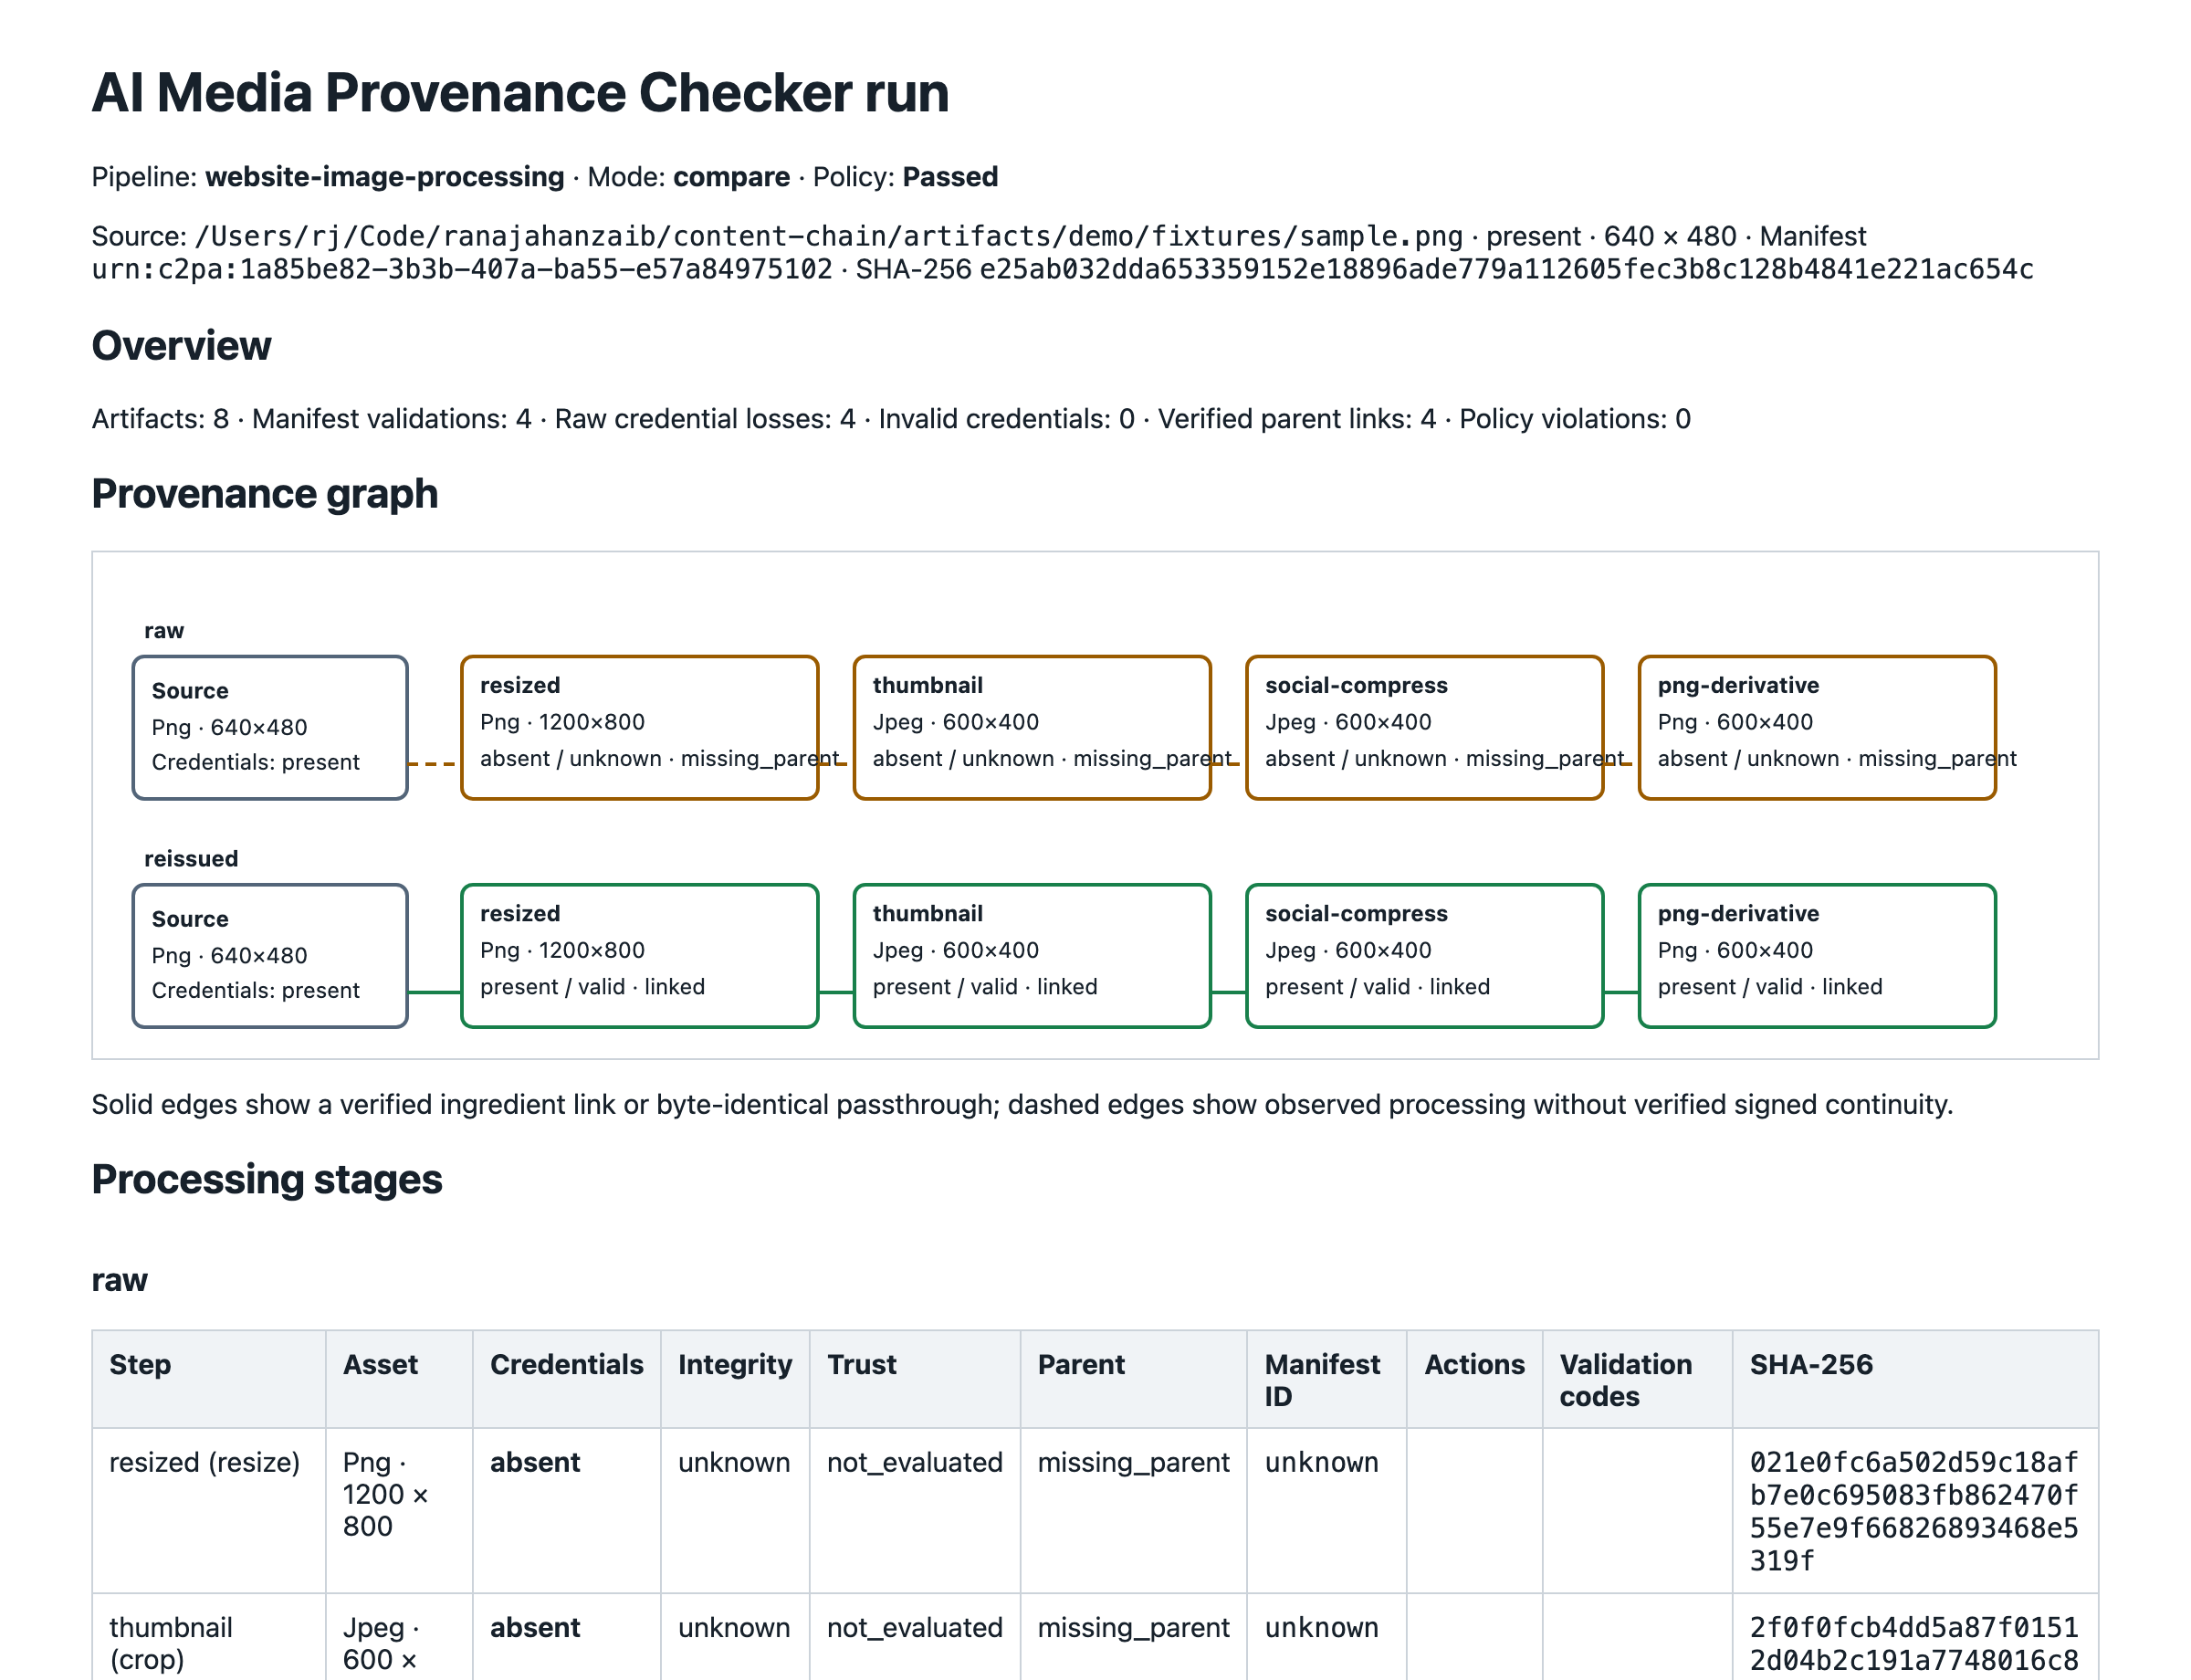 AI Media Provenance Checker run
Pipeline: website-image-processing · Mode: compare · Policy: Passed
Source: /Users/rj/Code/ranajahanzaib/content-chain/artifacts/demo/fixtures/sample.png · present · 640 × 480 · Manifest
urn:c2pa:1a85be82-3b3b-407a-ba55-e57a84975102 · SHA-256 e25ab032dda653359152e18896ade779a112605fec3b8c128b4841e221ac654c
Overview
Artifacts: 8 · Manifest validations: 4 · Raw credential losses: 4 · Invalid credentials: 0 · Verified parent links: 4 · Policy violations: 0
Provenance graph
raw
Source
Png · 640×480
Credentials: present
resized
Png · 1200×800
absent / unknown · missing_parent
thumbnail
Jpeg · 600×400
absent / unknown · missing_parent
social-compress
Jpeg · 600×400
absent / unknown · missing_parent
png-derivative
Png · 600×400
absent / unknown · missing_parent
reissued
Source
Png · 640×480
Credentials: present
resized
Png · 1200×800
present / valid · linked
thumbnail
Jpeg · 600×400
present / valid · linked
social-compress
Jpeg · 600×400
present / valid · linked
png-derivative
Png · 600×400
present / valid · linked
Solid edges show a verified ingredient link or byte-identical passthrough; dashed edges show observed processing without verified signed continuity.
Processing stages
raw
Step
Asset
Credentials
Integrity
Trust
Parent
Manifest
ID
Actions
Validation
codes
SHA-256
resized (resize)
Png ·
1200 ×
800
absent
unknown
not_evaluated
missing_parent
unknown
021e0fc6a502d59c18af
b7e0c695083fb862470f
55e7e9f66826893468e5
319f
thumbnail
(crop)
Jpeg ·
600 ×
absent
unknown
not_evaluated
missing_parent
unknown
2f0f0fcb4dd5a87f0151
2d04b2c191a7748016c8